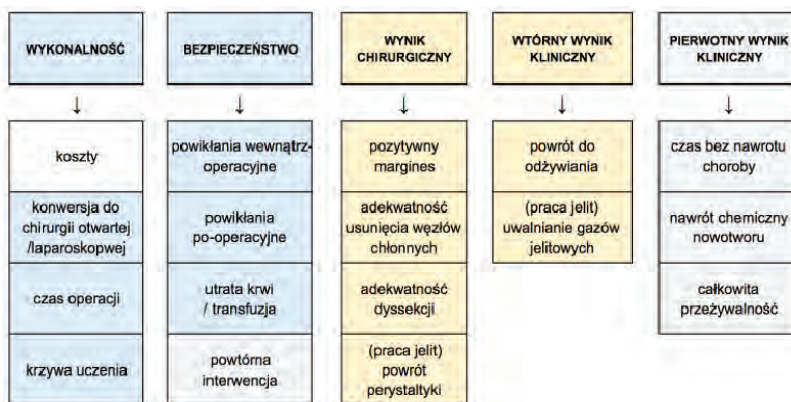 WYKONALNOŚĆ
BEZPIECZEŃSTWO
WYNIK
CHIRURGICZNY
WTÓRNY WYNIK
KLINICZNY
PIERWOTNY WYNIK
KLINICZNY
↓
↓
↓
↓
↓
koszty
konwersja do
chirurgii otwartej
/laparoskopwej
czas operacji
krzywa uczenia
powikłania wewnątrz-
operacyjne
powikłania
po-operacyjne
utrata krwi
/ transfuzja
powtórna
interwencja
pozytywny
margines
adekwatność
usunięcia węzłów
chłonnych
adekwatność
dyssekcji
(praca jelit)
powrót
perystaltyki
powrót do
odżywiania
(praca jelit)
uwalnianie gazów
jelitowych
czas bez nawrotu
choroby
nawrót chemiczny
nowotworu
całkowita
przeżywalność